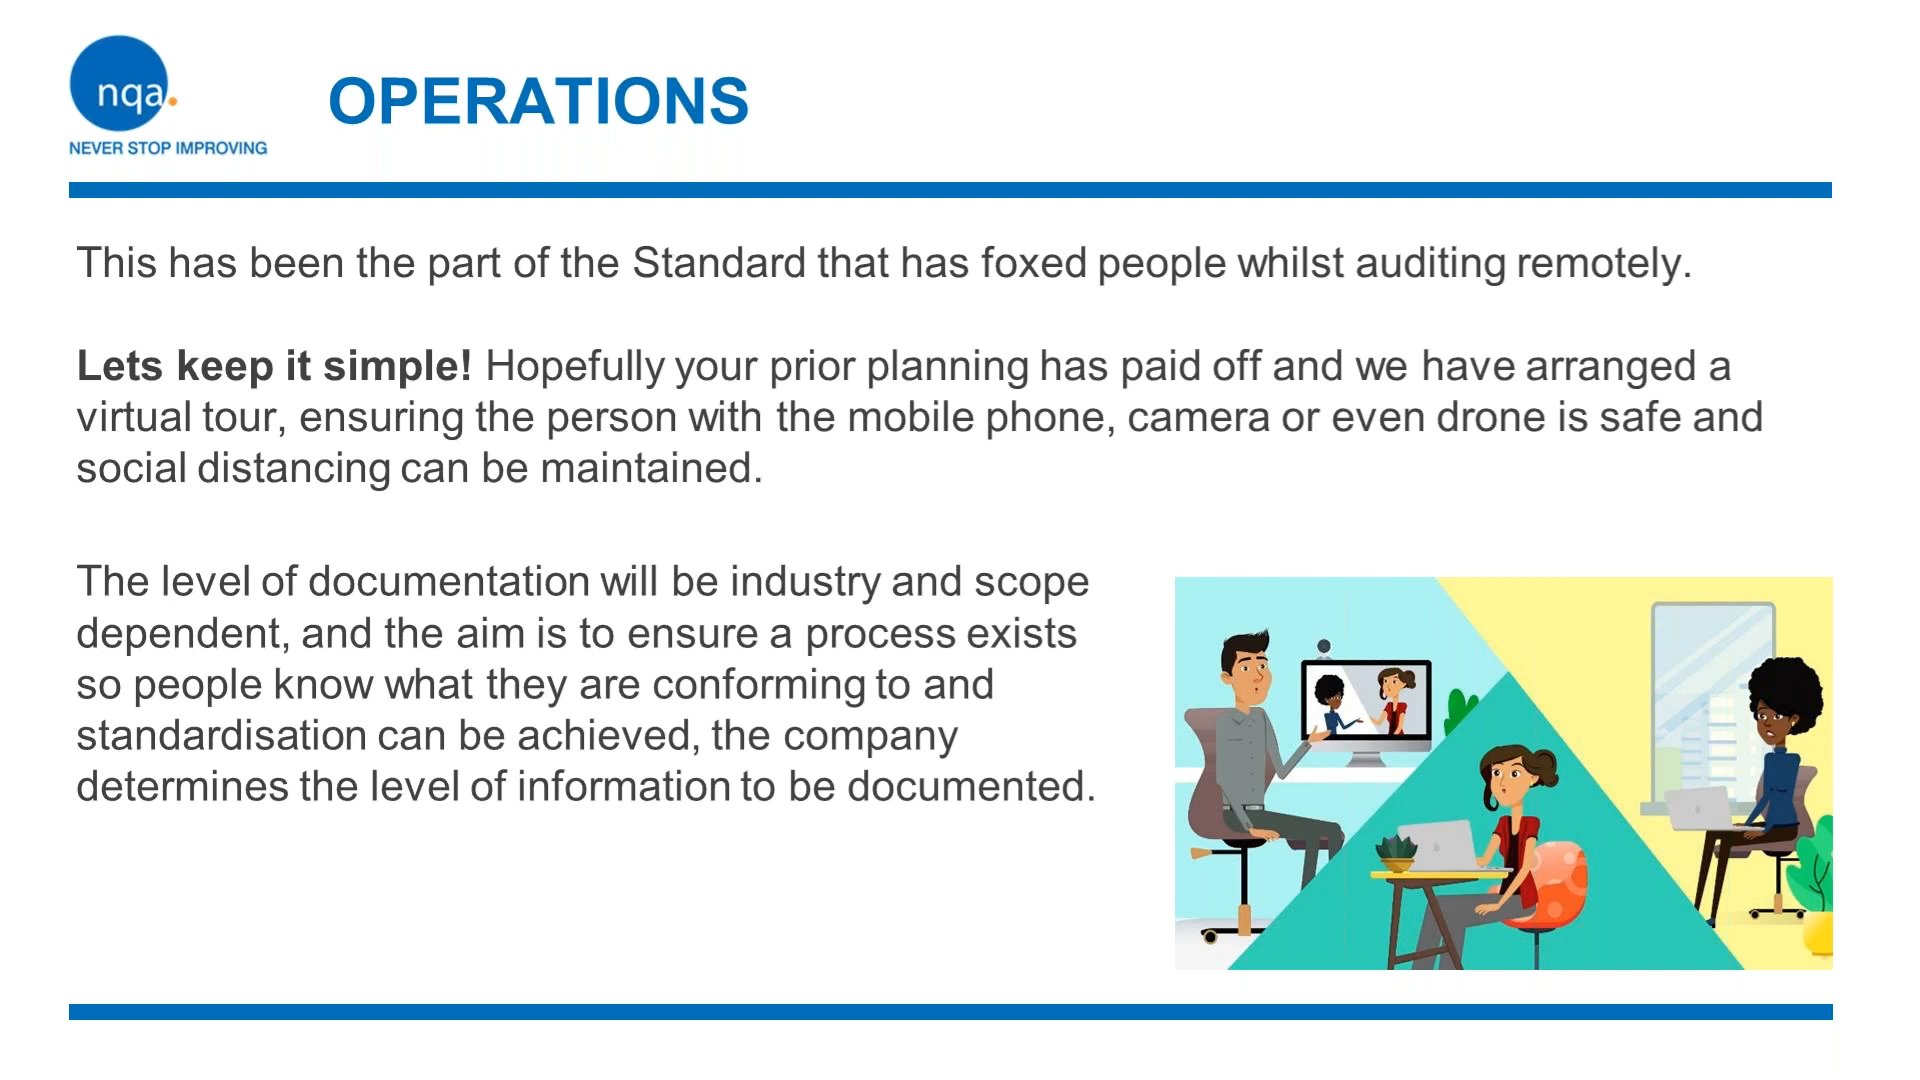 nqa.
NEVER STOP IMPROVING
OPERATIONS
This has been the part of the Standard that has foxed people whilst auditing remotely.
Lets keep it simple! Hopefully your prior planning has paid off and we have arranged a
virtual tour, ensuring the person with the mobile phone, camera or even drone is safe and
social distancing can be maintained.
The level of documentation will be industry and scope
dependent, and the aim is to ensure a process exists
so people know what they are conforming to and
standardisation can be achieved, the company
determines the level of information to be documented.